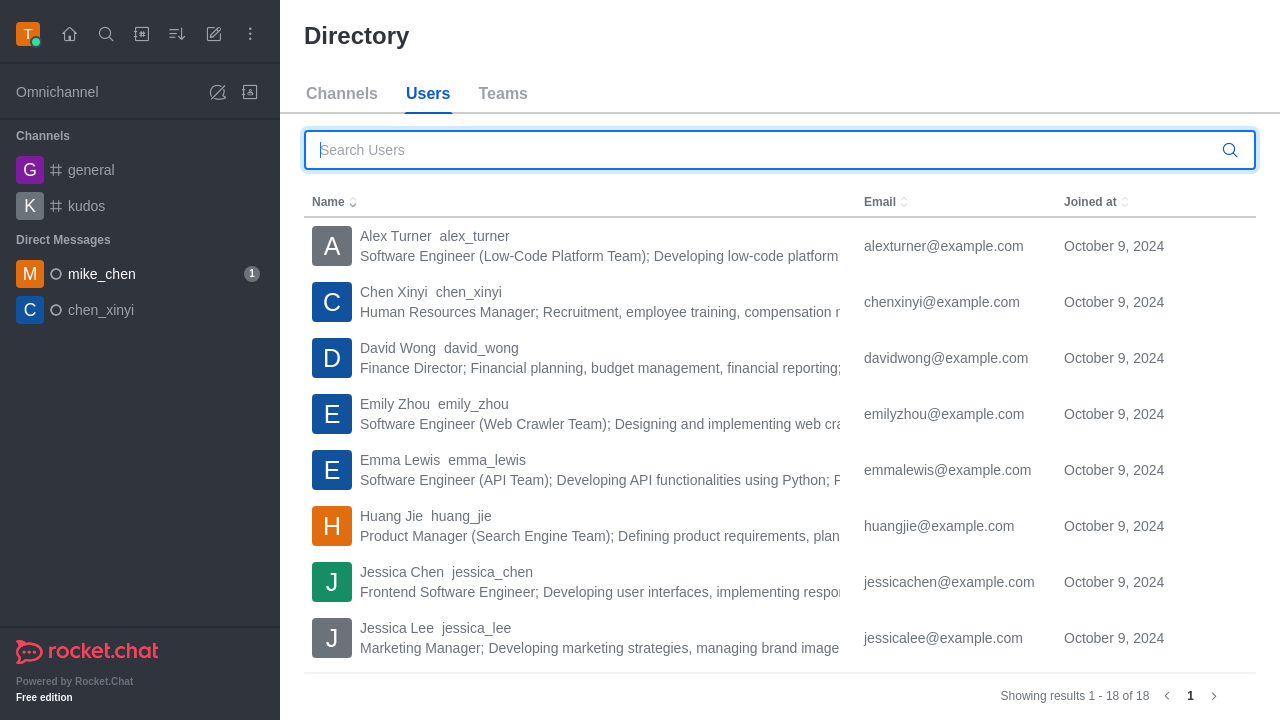 T
Directory
Omnichannel
Channels
G general
K kudos
Direct Messages
M mike_chen 1
C chen_xinyi
rocket.chat
Powered by Rocket.Chat
Free edition
Channels Users Teams
Search Users
Name Email Joined at
A Alex Turner alex_turner alexturner@example.com October 9, 2024
Software Engineer (Low-Code Platform Team); Developing low-code platform
C Chen Xinyi chen_xinyi chenxinyi@example.com October 9, 2024
Human Resources Manager; Recruitment, employee training, compensation
D David Wong david_wong davidwong@example.com October 9, 2024
Finance Director; Financial planning, budget management, financial reporting;
E Emily Zhou emily_zhou emilyzhou@example.com October 9, 2024
Software Engineer (Web Crawler Team); Designing and implementing web cra
E Emma Lewis emma_lewis emmalewis@example.com October 9, 2024
Software Engineer (API Team); Developing API functionalities using Python;
H Huang Jie huang_jie huangjie@example.com October 9, 2024
Product Manager (Search Engine Team); Defining product requirements, plan
J Jessica Chen jessica_chen jessicachen@example.com October 9, 2024
Frontend Software Engineer; Developing user interfaces, implementing respo
J Jessica Lee jessica_lee jessicalee@example.com October 9, 2024
Marketing Manager; Developing marketing strategies, managing brand image
Showing results 1 - 18 of 18 1